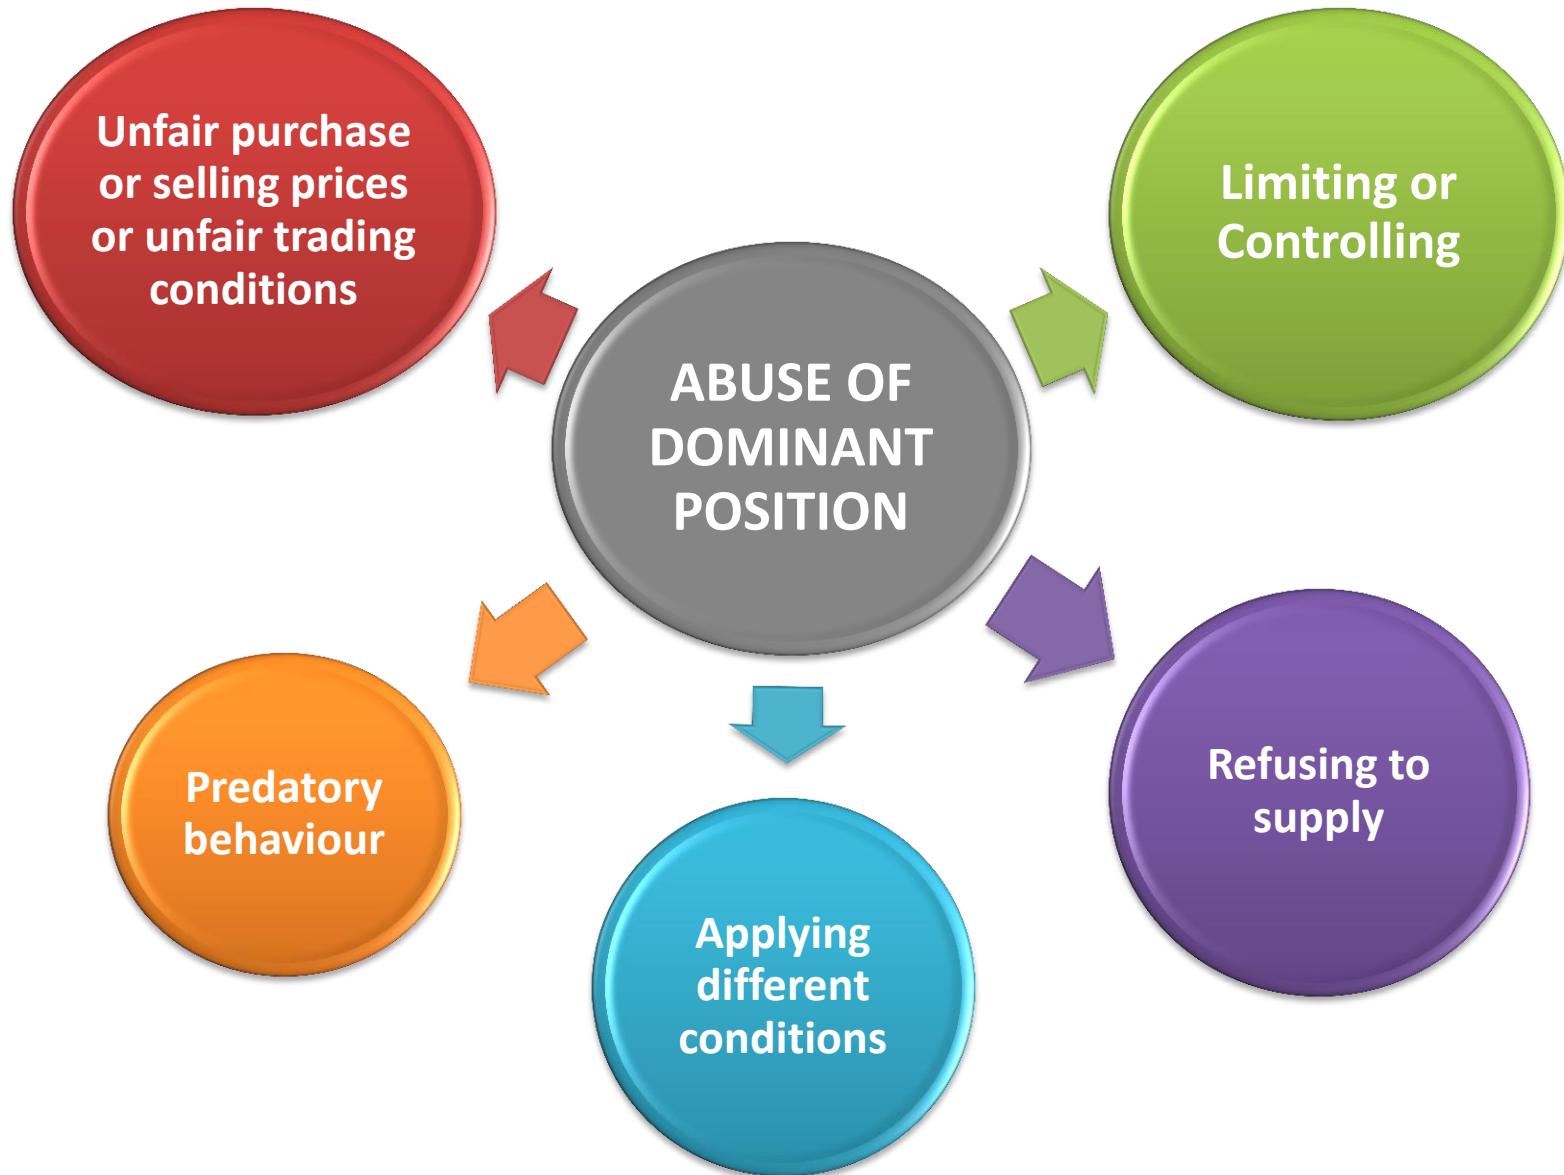 Unfair purchase
or selling prices
or unfair trading
conditions
Limiting or
Controlling
ABUSE OF
DOMINANT
POSITION
Predatory
behaviour
Refusing to
supply
Applying
different
conditions